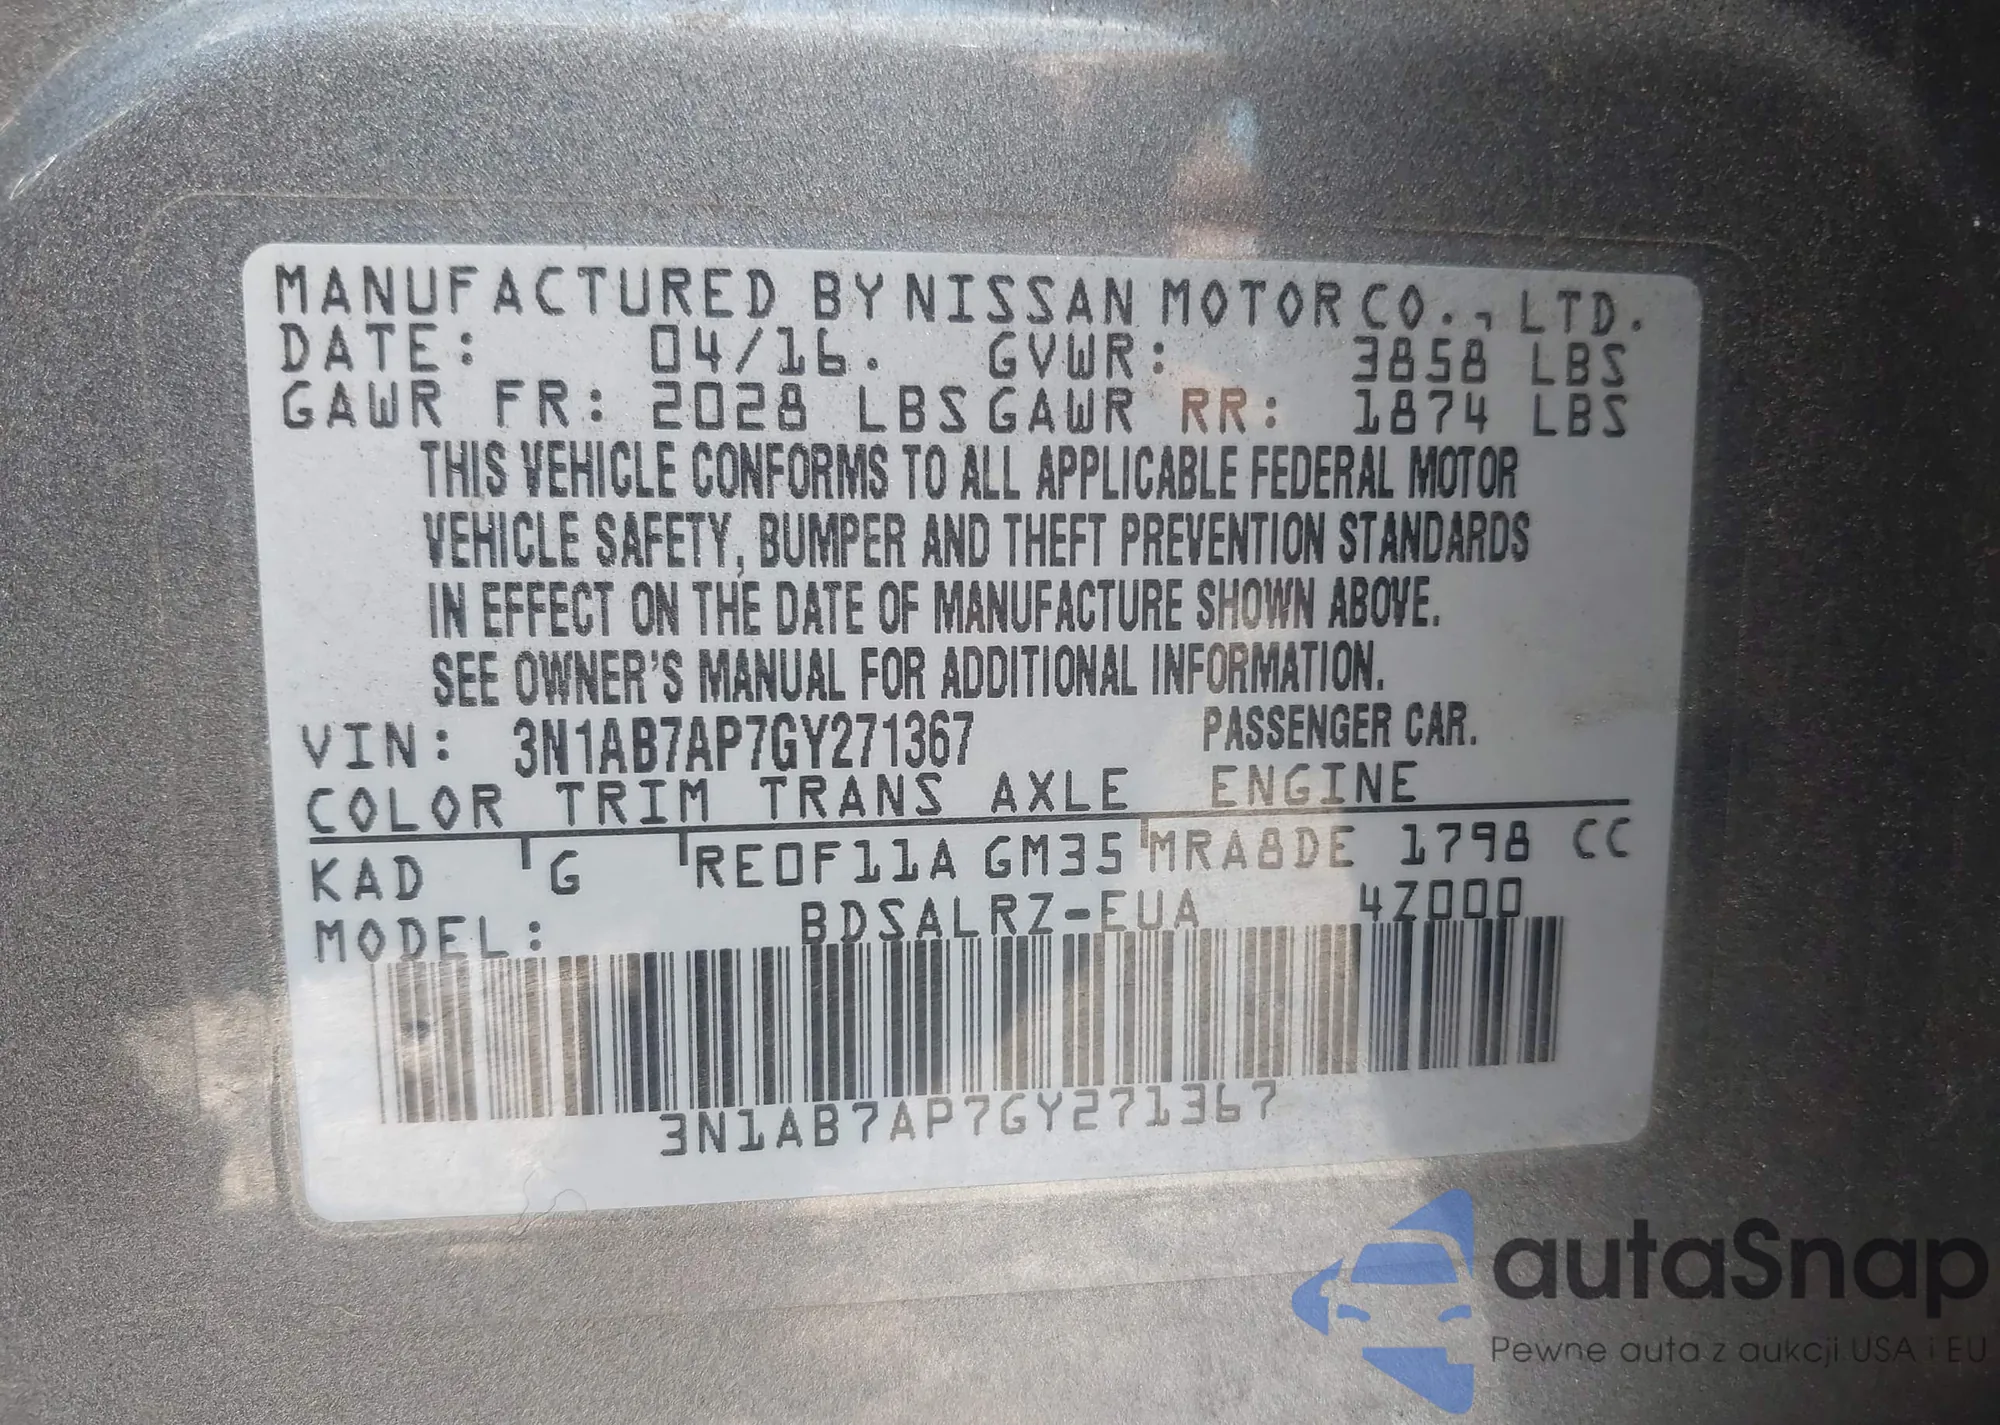 MANUFACTURED BY NISSAN MOTOR CO., LTD.
DATE: 04/16. GVWR: 3858 LBS
GAWR FR: 2028 LBS GAWR RR: 1874 LBS
THIS VEHICLE CONFORMS TO ALL APPLICABLE FEDERAL MOTOR
VEHICLE SAFETY, BUMPER AND THEFT PREVENTION STANDARDS
IN EFFECT ON THE DATE OF MANUFACTURE SHOWN ABOVE.
SEE OWNER'S MANUAL FOR ADDITIONAL INFORMATION.
VIN: 3N1AB7AP7GY271367 PASSENGER CAR.
COLOR TRIM TRANS AXLE ENGINE
KAD G RE0F11A GM35 MRA8DE 1798 CC
MODEL: BDSALRZ-EUA 4Z000
3N1AB7AP7GY271367
autaSnap
Pewne auta z aukcji USA i EU